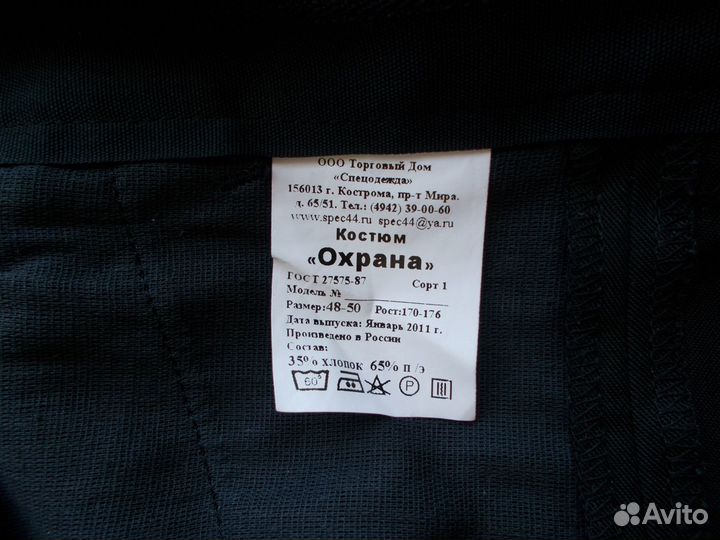 ООО Торговый Дом
«Спецодежда»
156013 г. Кострома, пр-т Мира.
д. 65/51. Тел.: (4942) 39-00-60
www.spec44.ru spec44@ya.ru
Костюм
«Охрана»
ГОСТ 27575-87 Сорт 1
Модель №
Размер:48-50 Рост:170-176
Дата выпуска: Январь 2011 г.
Произведено в России
Состав:
35% хлопок 65% п/э
60° P
Avito